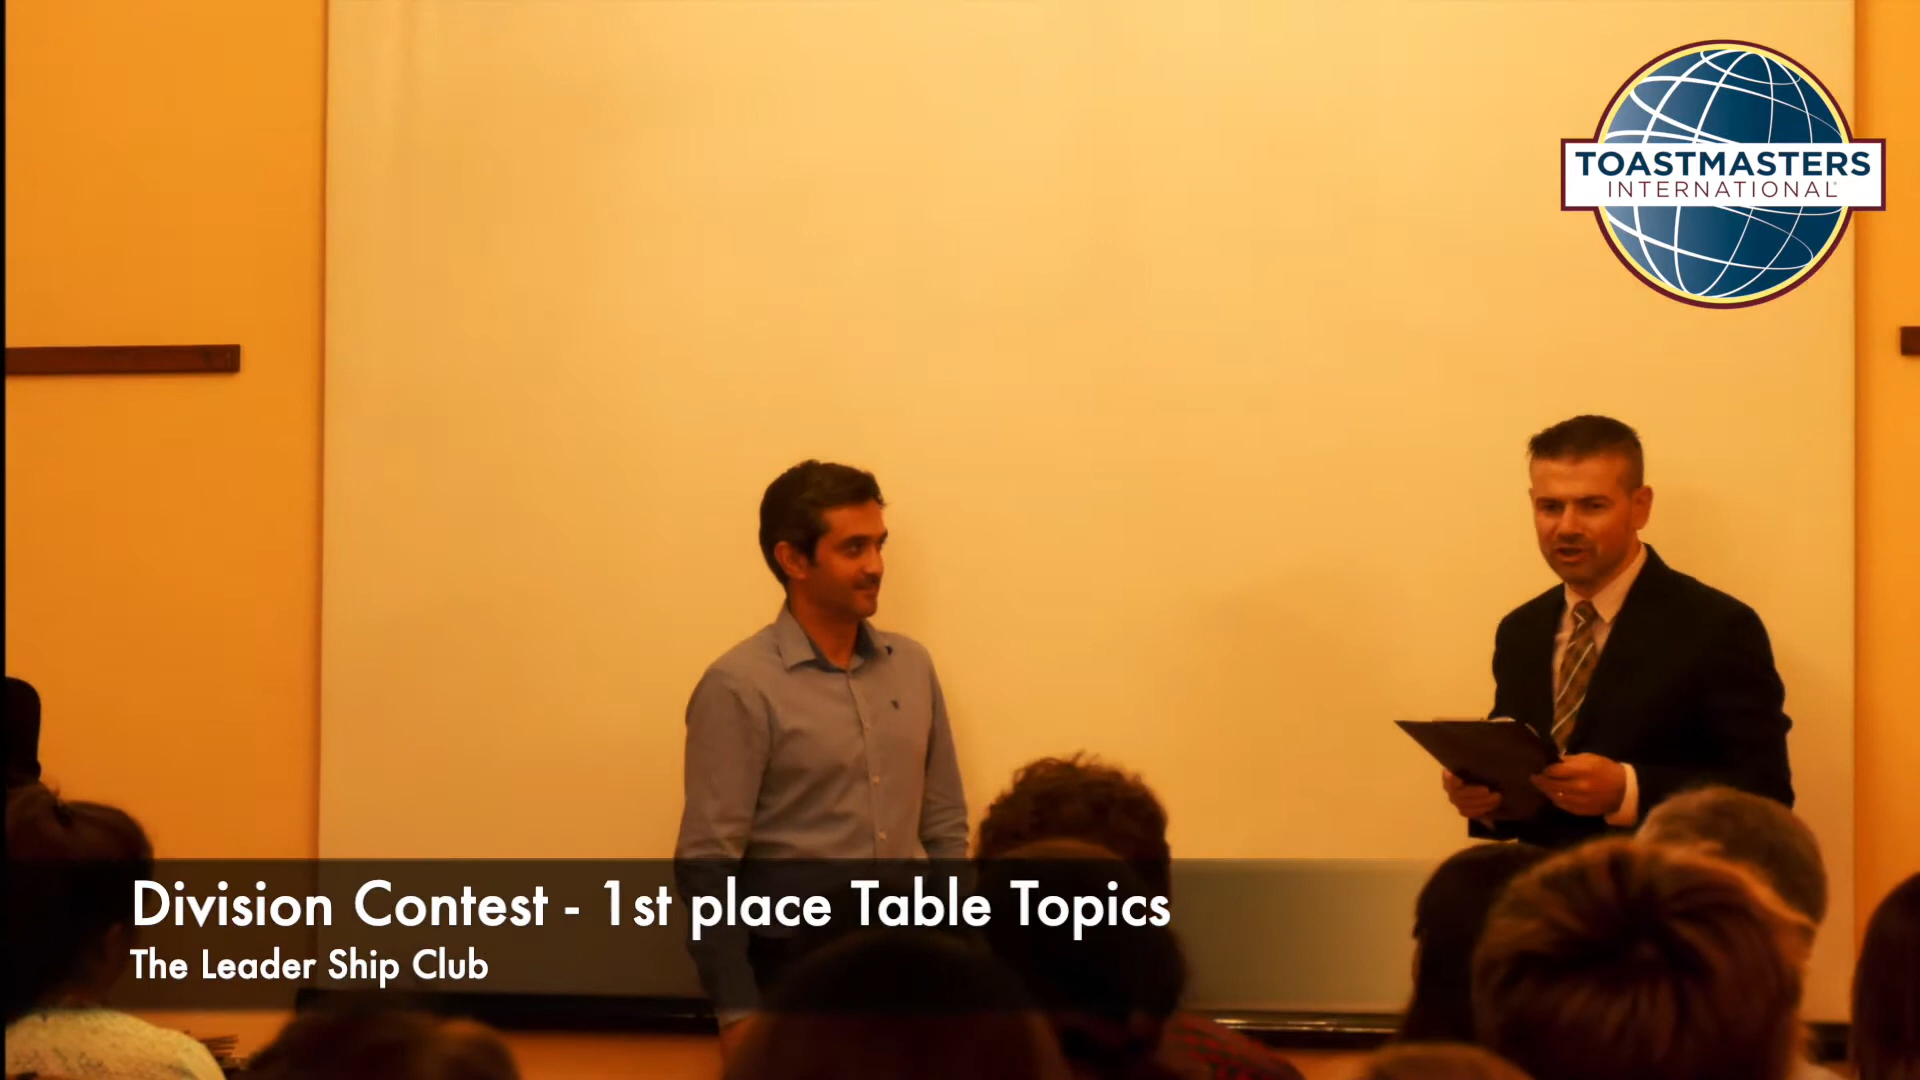 TOASTMASTERS
INTERNATIONAL
Division Contest - 1st place Table Topics
The Leader Ship Club